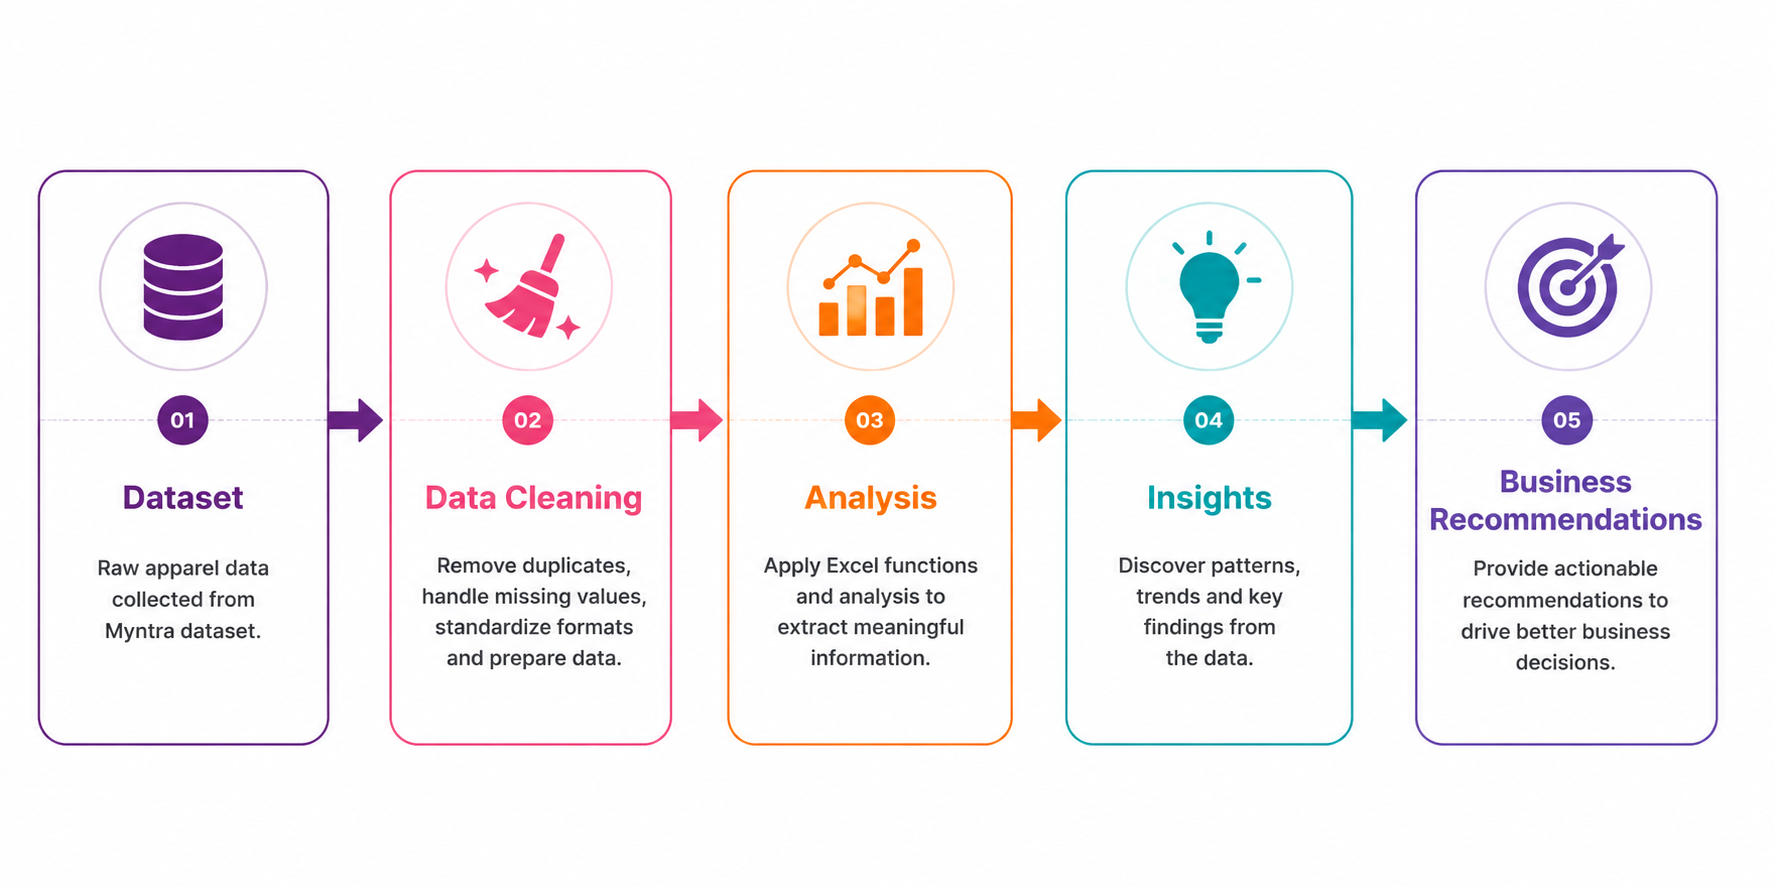 01
Dataset
Raw apparel data
collected from
Myntra dataset.
02
Data Cleaning
Remove duplicates,
handle missing values,
standardize formats
and prepare data.
03
Analysis
Apply Excel functions
and analysis to
extract meaningful
information.
04
Insights
Discover patterns,
trends and key
findings from
the data.
05
Business
Recommendations
Provide actionable
recommendations to
drive better business
decisions.